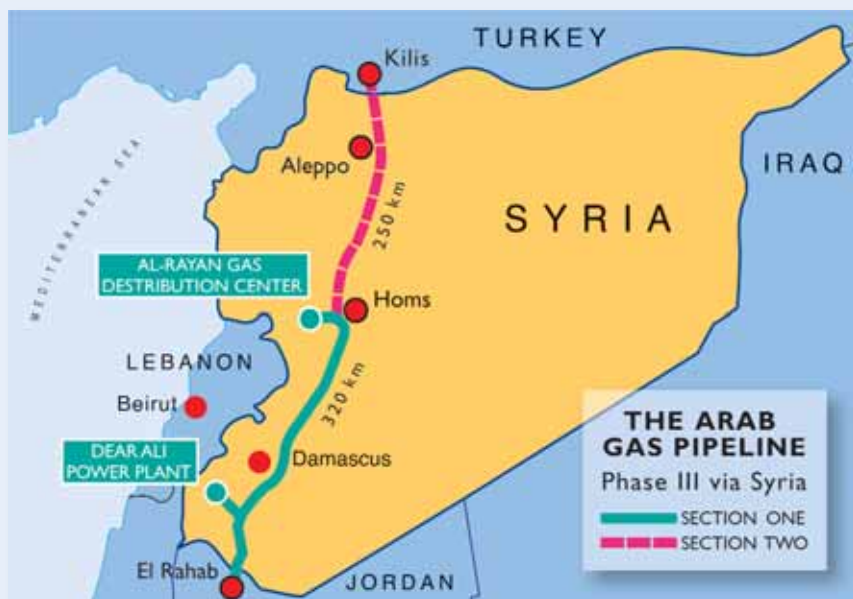 TURKEY
Kilis
MEDITERRANEAN SEA
Aleppo
IRAQ
250 km
SYRIA
AL-RAYAN GAS
DESTRIBUTION CENTER
Homs
LEBANON
Beirut
320 km
DEAR ALI
POWER PLANT
Damascus
El Rahab
JORDAN
THE ARAB
GAS PIPELINE
Phase III via Syria
SECTION ONE
SECTION TWO